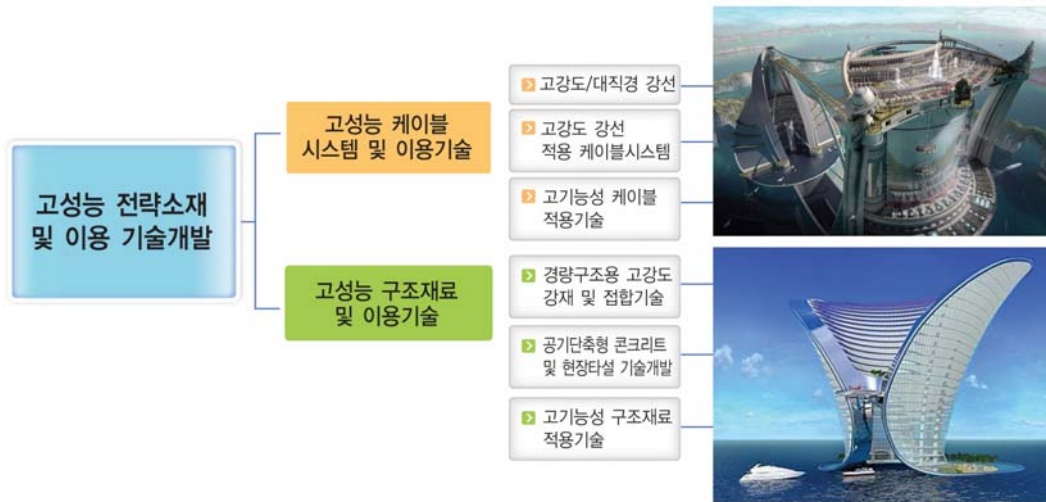 고성능 전략소재
및 이용 기술개발
고성능 케이블
시스템 및 이용기술
고강도/대직경 강선
고강도 강선
적용 케이블시스템
고기능성 케이블
적용기술
고성능 구조재료
및 이용기술
경량구조용 고강도
강재 및 접합기술
공기단축형 콘크리트
및 현장타설 기술개발
고기능성 구조재료
적용기술